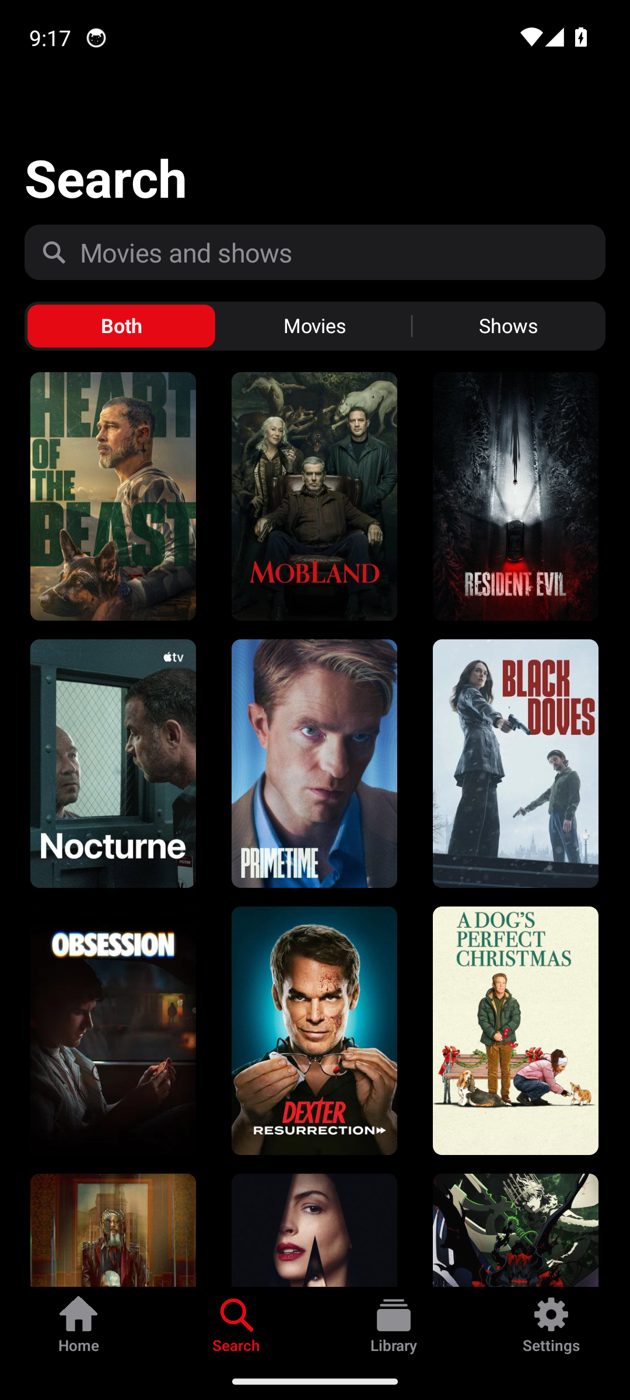 9:17
Search
Movies and shows
Both
Movies
Shows
HEART
OF
THE
BEAST
MOBLAND
RESIDENT EVIL
tv
Nocturne
PRIMETIME
BLACK
DOVES
OBSESSION
DEXTER
RESURRECTION
A DOG'S
PERFECT
CHRISTMAS
Home
Search
Library
Settings